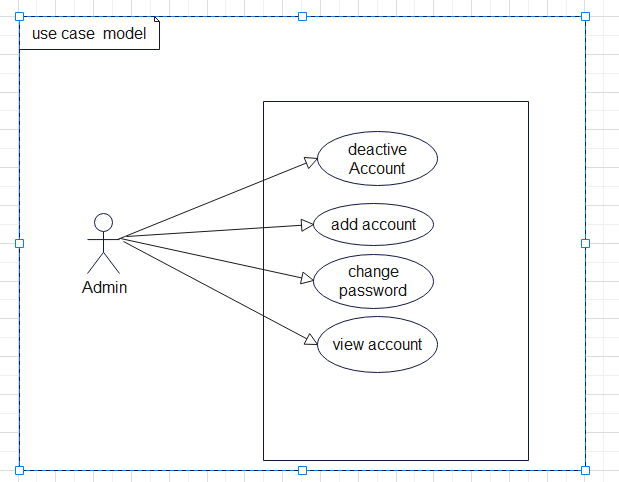 use case model
deactive
Account
add account
change
password
Admin
view account